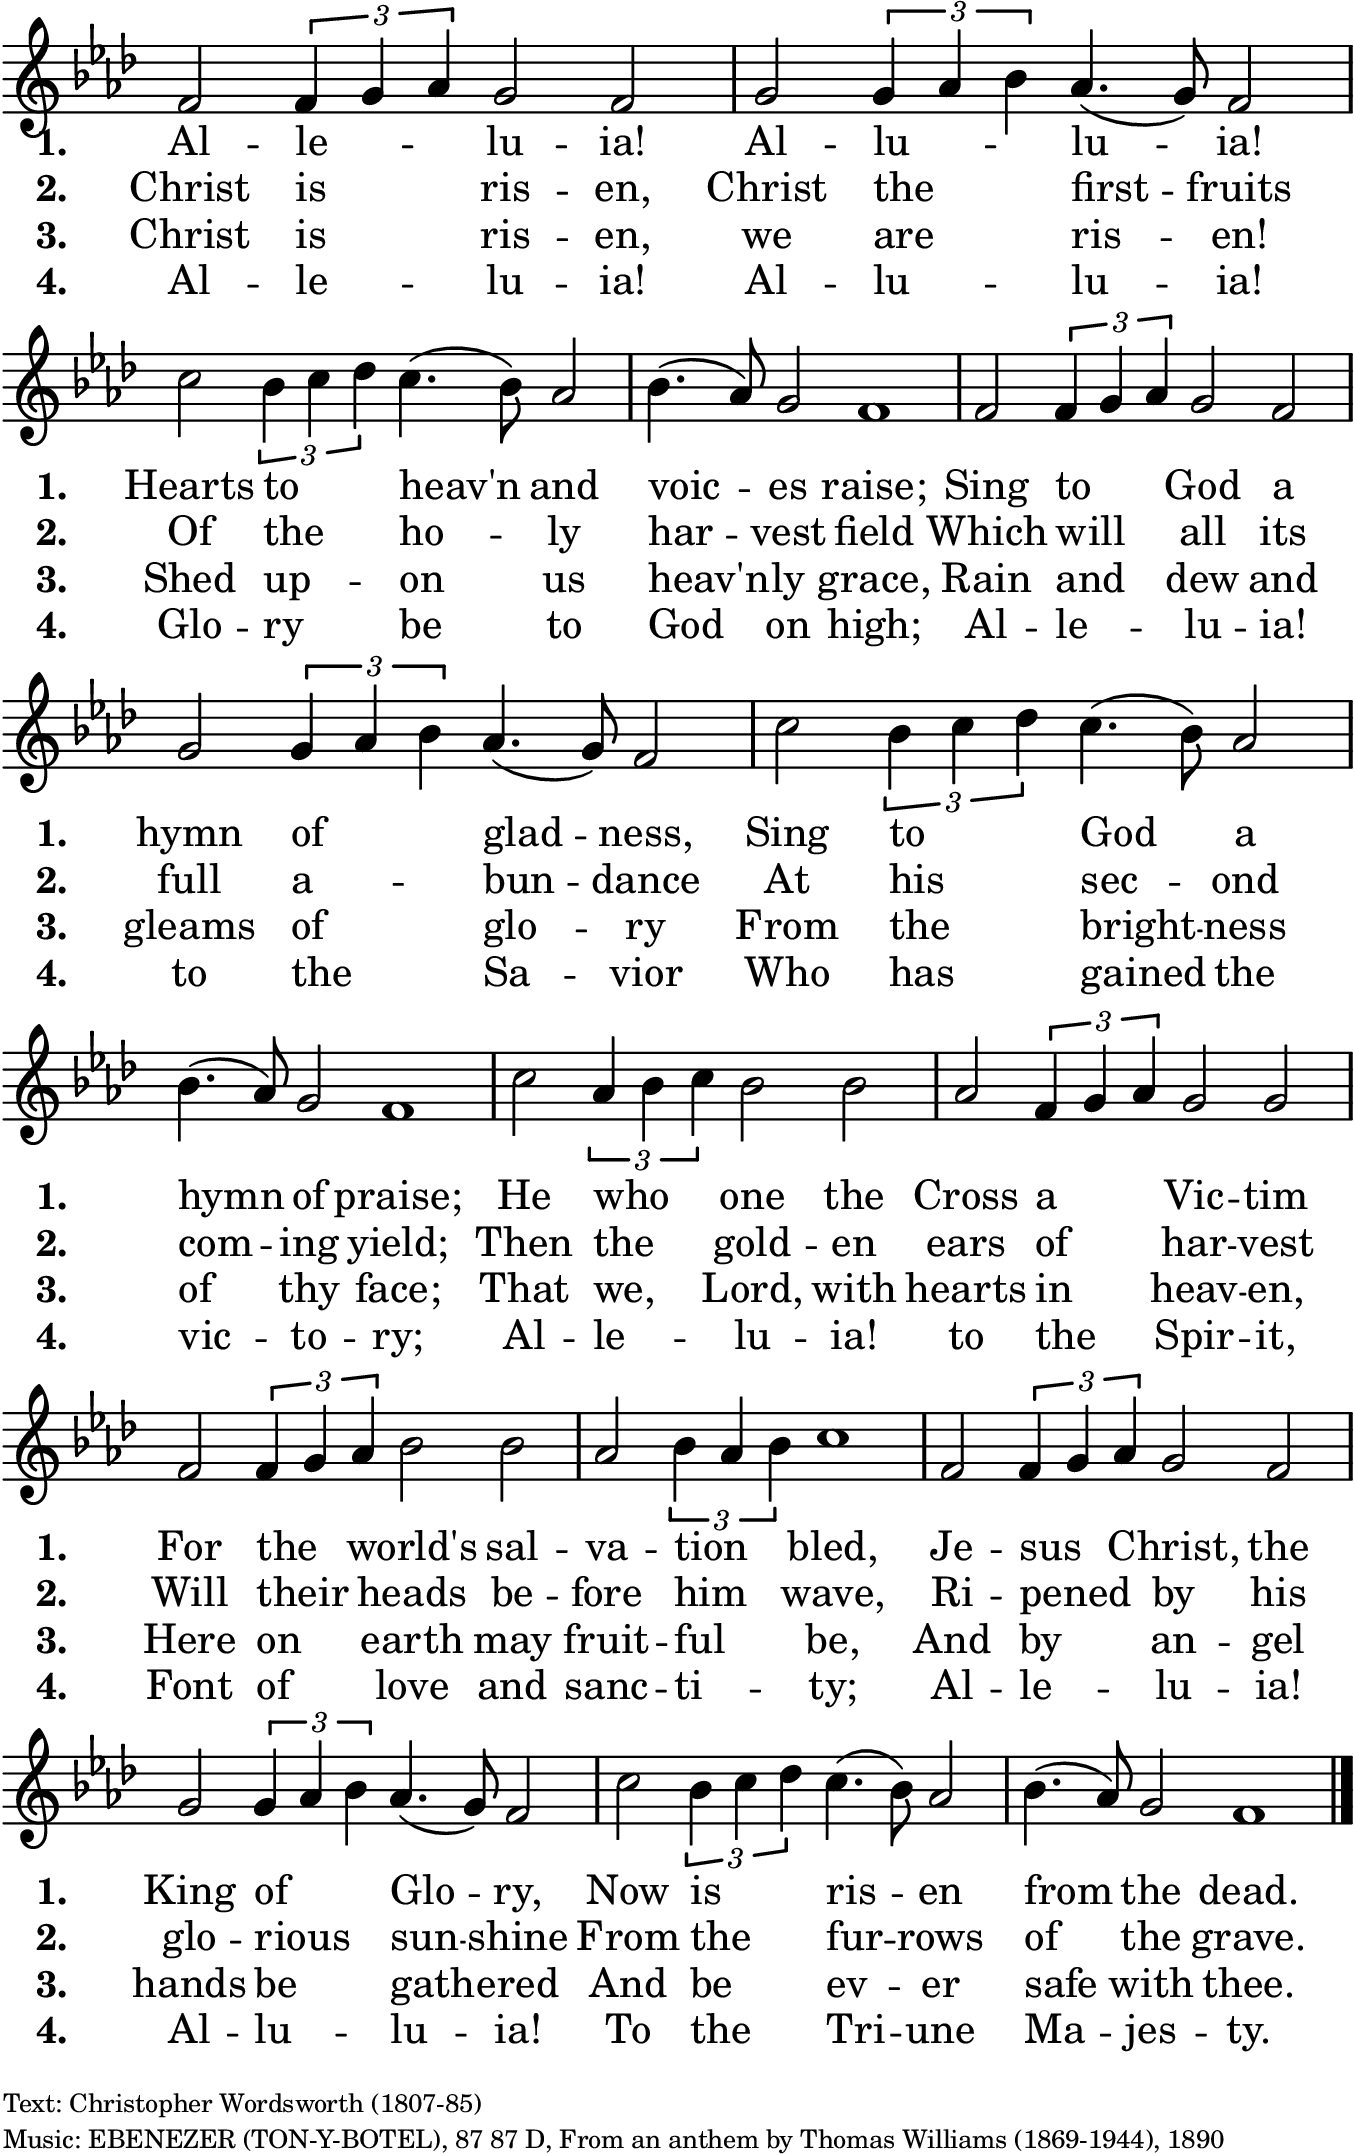 3 3
1. Al -- le -- lu -- ia! Al -- lu -- lu -- ia!
2. Christ is ris -- en, Christ the first -- fruits
3. Christ is ris -- en, we are ris -- en!
4. Al -- le -- lu -- ia! Al -- lu -- lu -- ia!
3 3
1. Hearts to heav'n and voic -- es raise; Sing to God a
2. Of the ho -- ly har -- vest field Which will all its
3. Shed up -- on us heav'nly grace, Rain and dew and
4. Glo -- ry be to God on high; Al -- le -- lu -- ia!
3 3
1. hymn of glad -- ness, Sing to God a
2. full a -- bun -- dance At his sec -- ond
3. gleams of glo -- ry From the bright -- ness
4. to the Sa -- vior Who has gained the
3 3
1. hymn of praise; He who one the Cross a Vic -- tim
2. com -- ing yield; Then the gold -- en ears of har -- vest
3. of thy face; That we, Lord, with hearts in heav -- en,
4. vic -- to -- ry; Al -- le -- lu -- ia! to the Spir -- it,
3 3 3
1. For the world's sal -- va -- tion bled, Je -- sus Christ, the
2. Will their heads be -- fore him wave, Ri -- pened by his
3. Here on earth may fruit -- ful be, And by an -- gel
4. Font of love and sanc -- ti -- ty; Al -- le -- lu -- ia!
3 3
1. King of Glo -- ry, Now is ris -- en from the dead.
2. glo -- rious sun -- shine From the fur -- rows of the grave.
3. hands be gathered And be ev -- er safe with thee.
4. Al -- lu -- lu -- ia! To the Tri -- une Ma -- jes -- ty.
Text: Christopher Wordsworth (1807-85)
Music: EBENEZER (TON-Y-BOTEL), 87 87 D, From an anthem by Thomas Williams (1869-1944), 1890